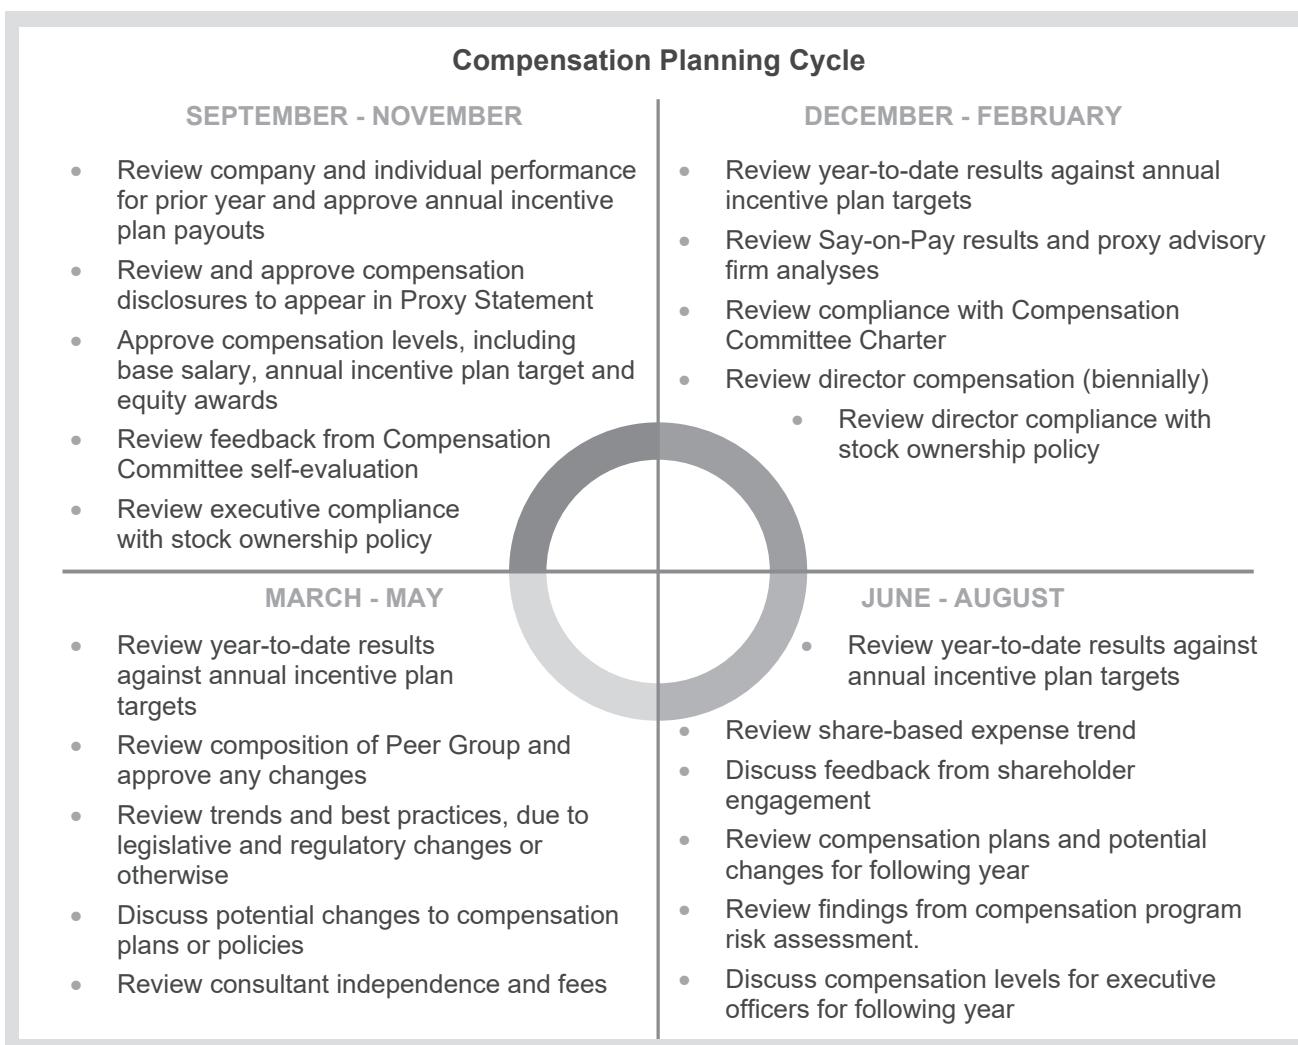 Compensation Planning Cycle
SEPTEMBER - NOVEMBER
• Review company and individual performance
for prior year and approve annual incentive
plan payouts
• Review and approve compensation
disclosures to appear in Proxy Statement
• Approve compensation levels, including
base salary, annual incentive plan target and
equity awards
• Review feedback from Compensation
Committee self-evaluation
• Review executive compliance
with stock ownership policy
DECEMBER - FEBRUARY
• Review year-to-date results against annual
incentive plan targets
• Review Say-on-Pay results and proxy advisory
firm analyses
• Review compliance with Compensation
Committee Charter
• Review director compensation (biennially)
• Review director compliance with
stock ownership policy
MARCH - MAY
• Review year-to-date results
against annual incentive plan
targets
• Review composition of Peer Group and
approve any changes
• Review trends and best practices, due to
legislative and regulatory changes or
otherwise
• Discuss potential changes to compensation
plans or policies
• Review consultant independence and fees
JUNE - AUGUST
• Review year-to-date results against
annual incentive plan targets
• Review share-based expense trend
• Discuss feedback from shareholder
engagement
• Review compensation plans and potential
changes for following year
• Review findings from compensation program
risk assessment.
• Discuss compensation levels for executive
officers for following year